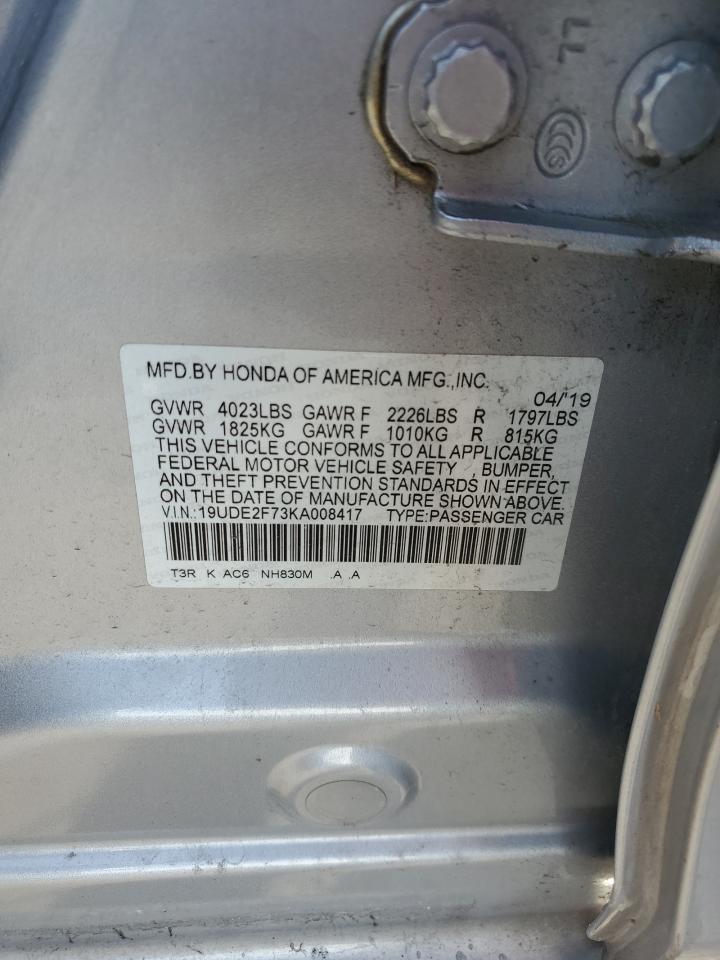 LL
MFD.BY HONDA OF AMERICA MFG.,INC.
04/'19
GVWR 4023LBS GAWR F 2226LBS R 1797LBS
GVWR 1825KG GAWR F 1010KG R 815KG
THIS VEHICLE CONFORMS TO ALL APPLICABLE
FEDERAL MOTOR VEHICLE SAFETY , BUMPER,
AND THEFT PREVENTION STANDARDS IN EFFECT
ON THE DATE OF MANUFACTURE SHOWN ABOVE.
V.I.N.:19UDE2F73KA008417 TYPE:PASSENGER CAR
T3R K AC6 NH830M .A .A